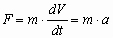 F = m · dV/dt = m · a